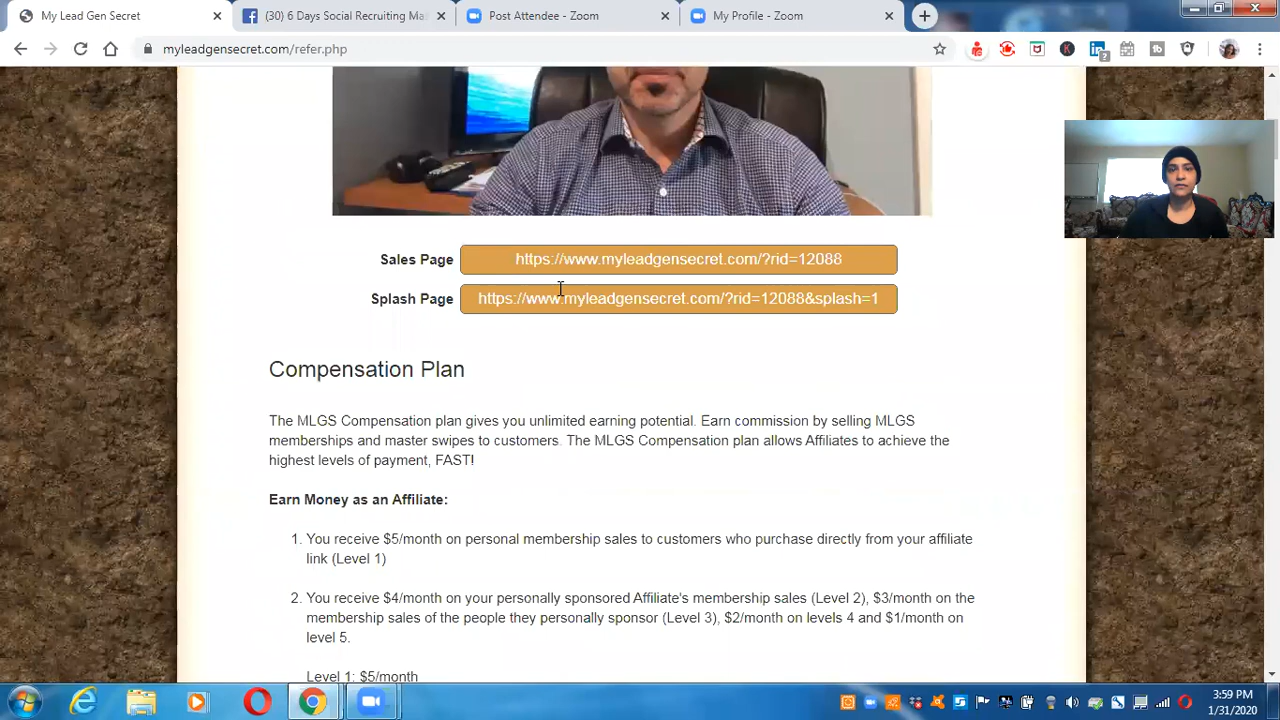 My Lead Gen Secret
(30) 6 Days Social Recruiting Ma
Post Attendee - Zoom
My Profile - Zoom
myleadgensecret.com/refer.php
Sales Page https://www.myleadgensecret.com/?rid=12088
Splash Page https://www.myleadgensecret.com/?rid=12088&splash=1
Compensation Plan
The MLGS Compensation plan gives you unlimited earning potential. Earn commission by selling MLGS
memberships and master swipes to customers. The MLGS Compensation plan allows Affiliates to achieve the
highest levels of payment, FAST!
Earn Money as an Affiliate:
1. You receive $5/month on personal membership sales to customers who purchase directly from your affiliate
link (Level 1)
2. You receive $4/month on your personally sponsored Affiliate's membership sales (Level 2), $3/month on the
membership sales of the people they personally sponsor (Level 3), $2/month on levels 4 and $1/month on
level 5.
Level 1: $5/month
3:59 PM
1/31/2020